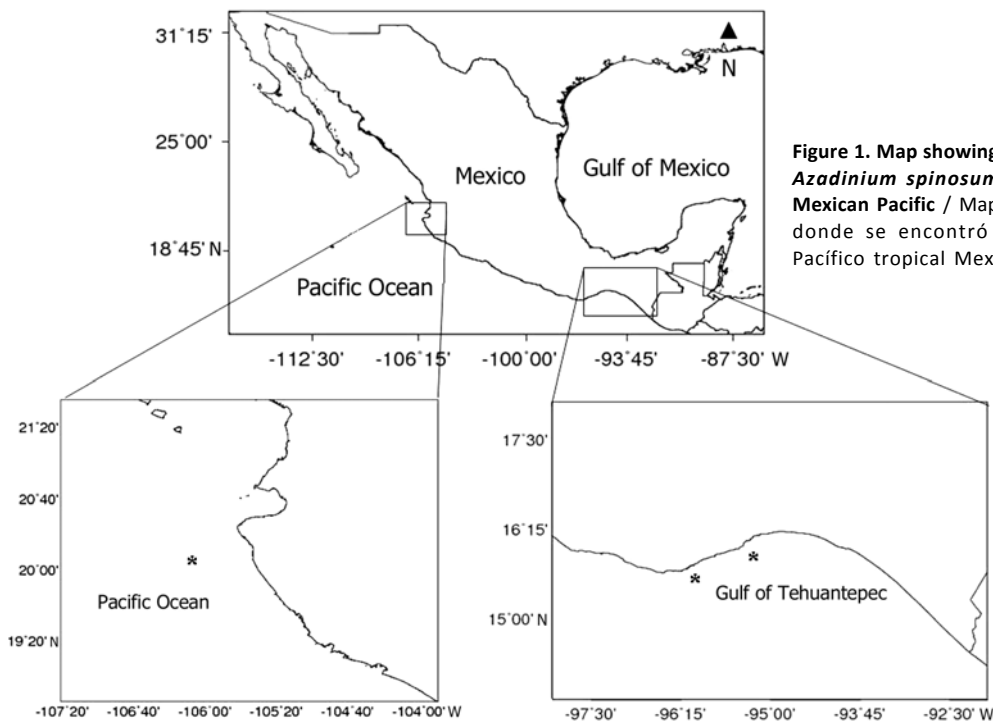 31°15'
25°00'
18°45' N
-112°30' -106°15' -100°00' -93°45' -87°30' W
N
Mexico
Gulf of Mexico
Pacific Ocean
Figure 1. Map showing
Azadinium spinosum
Mexican Pacific / Map
donde se encontró
Pacífico tropical Mex
21°20'
20°40'
20°00'
19°20' N
*
Pacific Ocean
-107°20' -106°40' -106°00' -105°20' -104°40' -104°00' W
17°30'
16°15'
15°00' N
* *
Gulf of Tehuantepec
-97°30' -96°15' -95°00' -93°45' -92°30' W